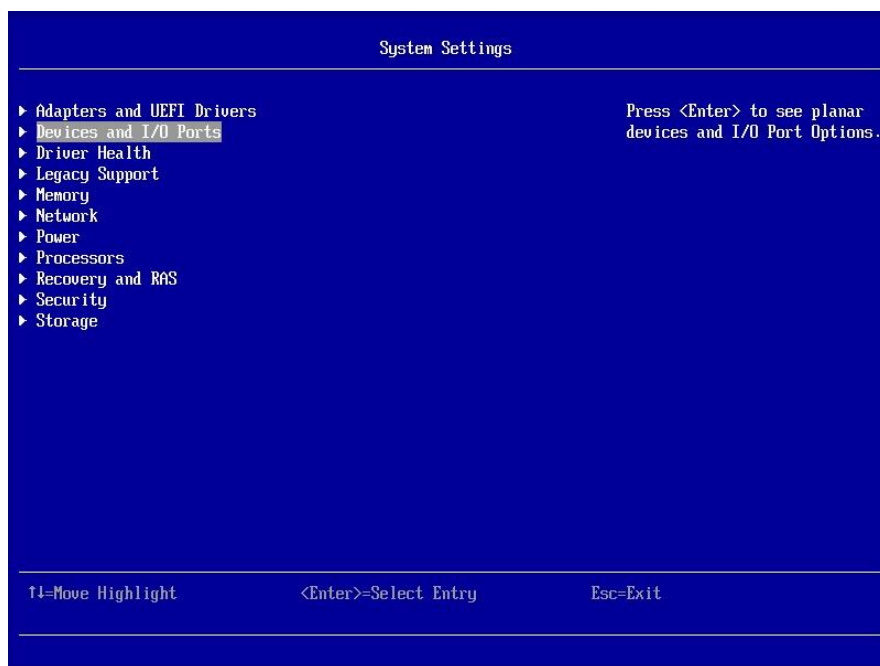 System Settings
▶ Adapters and UEFI Drivers
▶ Devices and I/O Ports
▶ Driver Health
▶ Legacy Support
▶ Memory
▶ Network
▶ Power
▶ Processors
▶ Recovery and RAS
▶ Security
▶ Storage
Press <Enter> to see planar
devices and I/O Port Options.
↑↓=Move Highlight <Enter>=Select Entry Esc=Exit